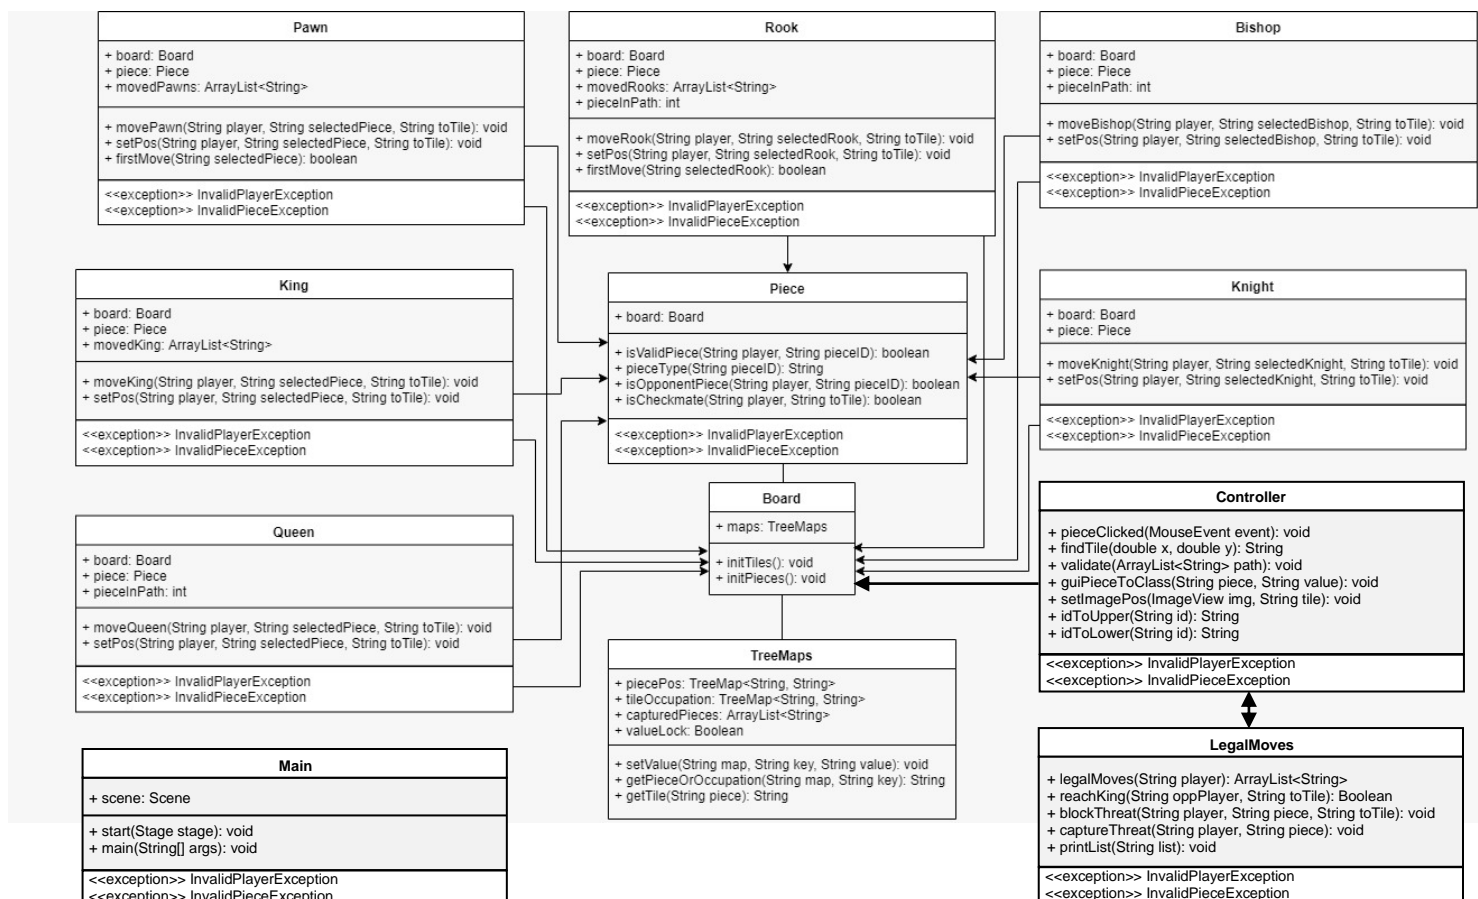 Pawn
+ board: Board
+ piece: Piece
+ movedPawns: ArrayList<String>
+ movePawn(String player, String selectedPiece, String toTile): void
+ setPos(String player, String selectedPiece, String toTile): void
+ firstMove(String selectedPiece): boolean
<<exception>> InvalidPlayerException
<<exception>> InvalidPieceException
Rook
+ board: Board
+ piece: Piece
+ movedRooks: ArrayList<String>
+ pieceInPath: int
+ moveRook(String player, String selectedRook, String toTile): void
+ setPos(String player, String selectedRook, String toTile): void
+ firstMove(String selectedRook): boolean
<<exception>> InvalidPlayerException
<<exception>> InvalidPieceException
Bishop
+ board: Board
+ piece: Piece
+ pieceInPath: int
+ moveBishop(String player, String selectedBishop, String toTile): void
+ setPos(String player, String selectedBishop, String toTile): void
<<exception>> InvalidPlayerException
<<exception>> InvalidPieceException
King
+ board: Board
+ piece: Piece
+ movedKing: ArrayList<String>
+ moveKing(String player, String selectedPiece, String toTile): void
+ setPos(String player, String selectedPiece, String toTile): void
<<exception>> InvalidPlayerException
<<exception>> InvalidPieceException
Piece
+ board: Board
+ isValidPiece(String player, String pieceID): boolean
+ pieceType(String pieceID): String
+ isOpponentPiece(String player, String pieceID): boolean
+ isCheckmate(String player, String toTile): boolean
<<exception>> InvalidPlayerException
<<exception>> InvalidPieceException
Knight
+ board: Board
+ piece: Piece
+ moveKnight(String player, String selectedKnight, String toTile): void
+ setPos(String player, String selectedKnight, String toTile): void
<<exception>> InvalidPlayerException
<<exception>> InvalidPieceException
Queen
+ board: Board
+ piece: Piece
+ pieceInPath: int
+ moveQueen(String player, String selectedPiece, String toTile): void
+ setPos(String player, String selectedPiece, String toTile): void
<<exception>> InvalidPlayerException
<<exception>> InvalidPieceException
Board
+ maps: TreeMaps
+ initTiles(): void
+ initPieces(): void
Controller
+ pieceClicked(MouseEvent event): void
+ findTile(double x, double y): String
+ validate(ArrayList<String> path): void
+ guiPieceToClass(String piece, String value): void
+ setImagePos(ImageView img, String tile): void
+ idToUpper(String id): String
+ idToLower(String id): String
<<exception>> InvalidPlayerException
<<exception>> InvalidPieceException
TreeMaps
+ piecePos: TreeMap<String, String>
+ tileOccupation: TreeMap<String, String>
+ capturedPieces: ArrayList<String>
+ valueLock: Boolean
+ setValue(String map, String key, String value): void
+ getPieceOrOccupation(String map, String key): String
+ getTile(String piece): String
Main
+ scene: Scene
+ start(Stage stage): void
+ main(String[] args): void
<<exception>> InvalidPlayerException
<<exception>> InvalidPieceException
LegalMoves
+ legalMoves(String player): ArrayList<String>
+ reachKing(String oppPlayer, String toTile): Boolean
+ blockThreat(String player, String piece, String toTile): void
+ captureThreat(String player, String piece): void
+ printList(String list): void
<<exception>> InvalidPlayerException
<<exception>> InvalidPieceException